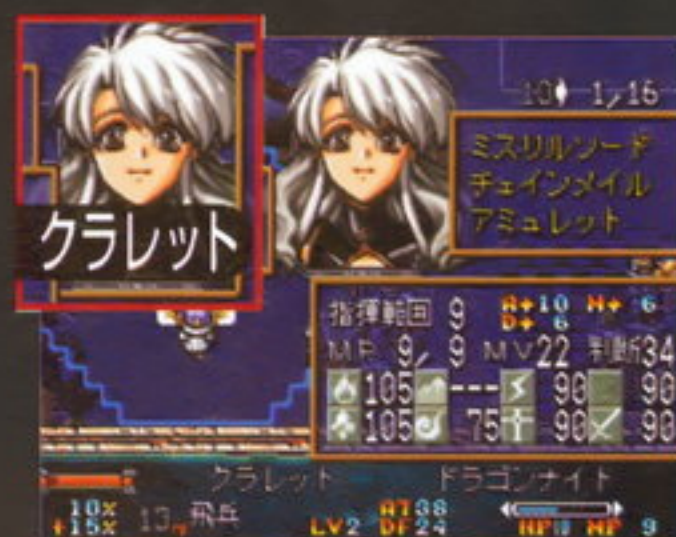 クラレット
10 1/16
ミスリルソード
チェインメイル
アミュレット
指揮範囲 9 A+10 M+ 6
D+ 6
MP 9/ 9 MV22 判断34
105 --- 90 90
105 75 90 90
クラレット ドラゴンナイト
10% 
+15% 13 飛兵 LV2 AT38
DF24 HP10 MP 9